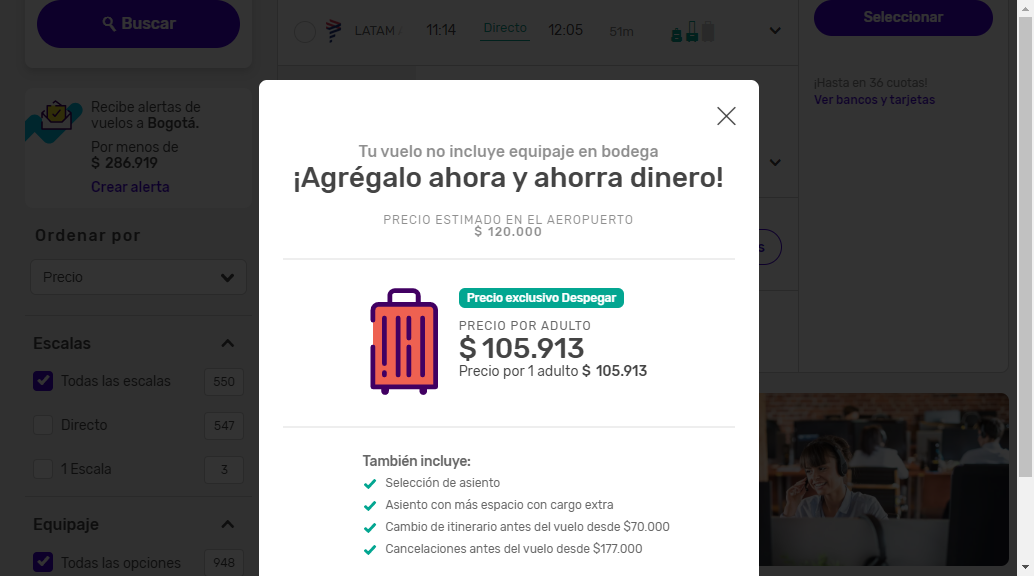 Buscar
LATAM
11:14
Directo
12:05
51m
Seleccionar
¡Hasta en 36 cuotas!
Ver bancos y tarjetas
Recibe alertas de
vuelos a Bogotá.
Por menos de
$ 286.919
Crear alerta
Ordenar por
Precio
Escalas
Todas las escalas
550
Directo
547
1 Escala
3
Equipaje
Todas las opciones
948
Tu vuelo no incluye equipaje en bodega
¡Agrégalo ahora y ahorra dinero!
PRECIO ESTIMADO EN EL AEROPUERTO
$ 120.000
Precio exclusivo Despegar
PRECIO POR ADULTO
$ 105.913
Precio por 1 adulto $ 105.913
También incluye:
Selección de asiento
Asiento con más espacio con cargo extra
Cambio de itinerario antes del vuelo desde $70.000
Cancelaciones antes del vuelo desde $177.000